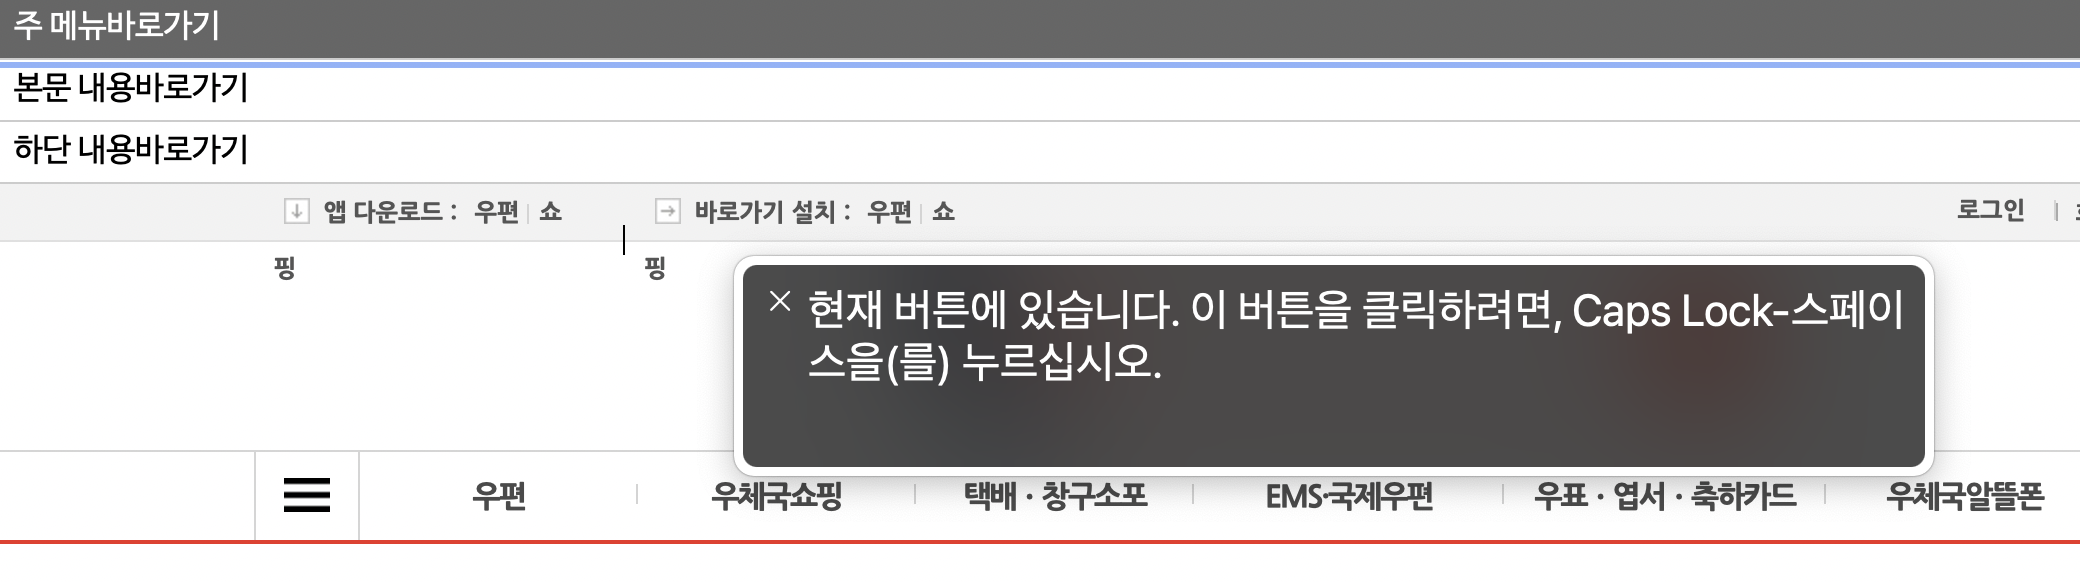 주 메뉴바로가기
본문 내용바로가기
하단 내용바로가기
앱 다운로드 : 우편 쇼핑
바로가기 설치 : 우편 쇼핑
로그인
현재 버튼에 있습니다. 이 버튼을 클릭하려면, Caps Lock-스페이
스을(를) 누르십시오.
우편 우체국쇼핑 택배 · 창구소포 EMS·국제우편 우표 · 엽서 · 축하카드 우체국알뜰폰